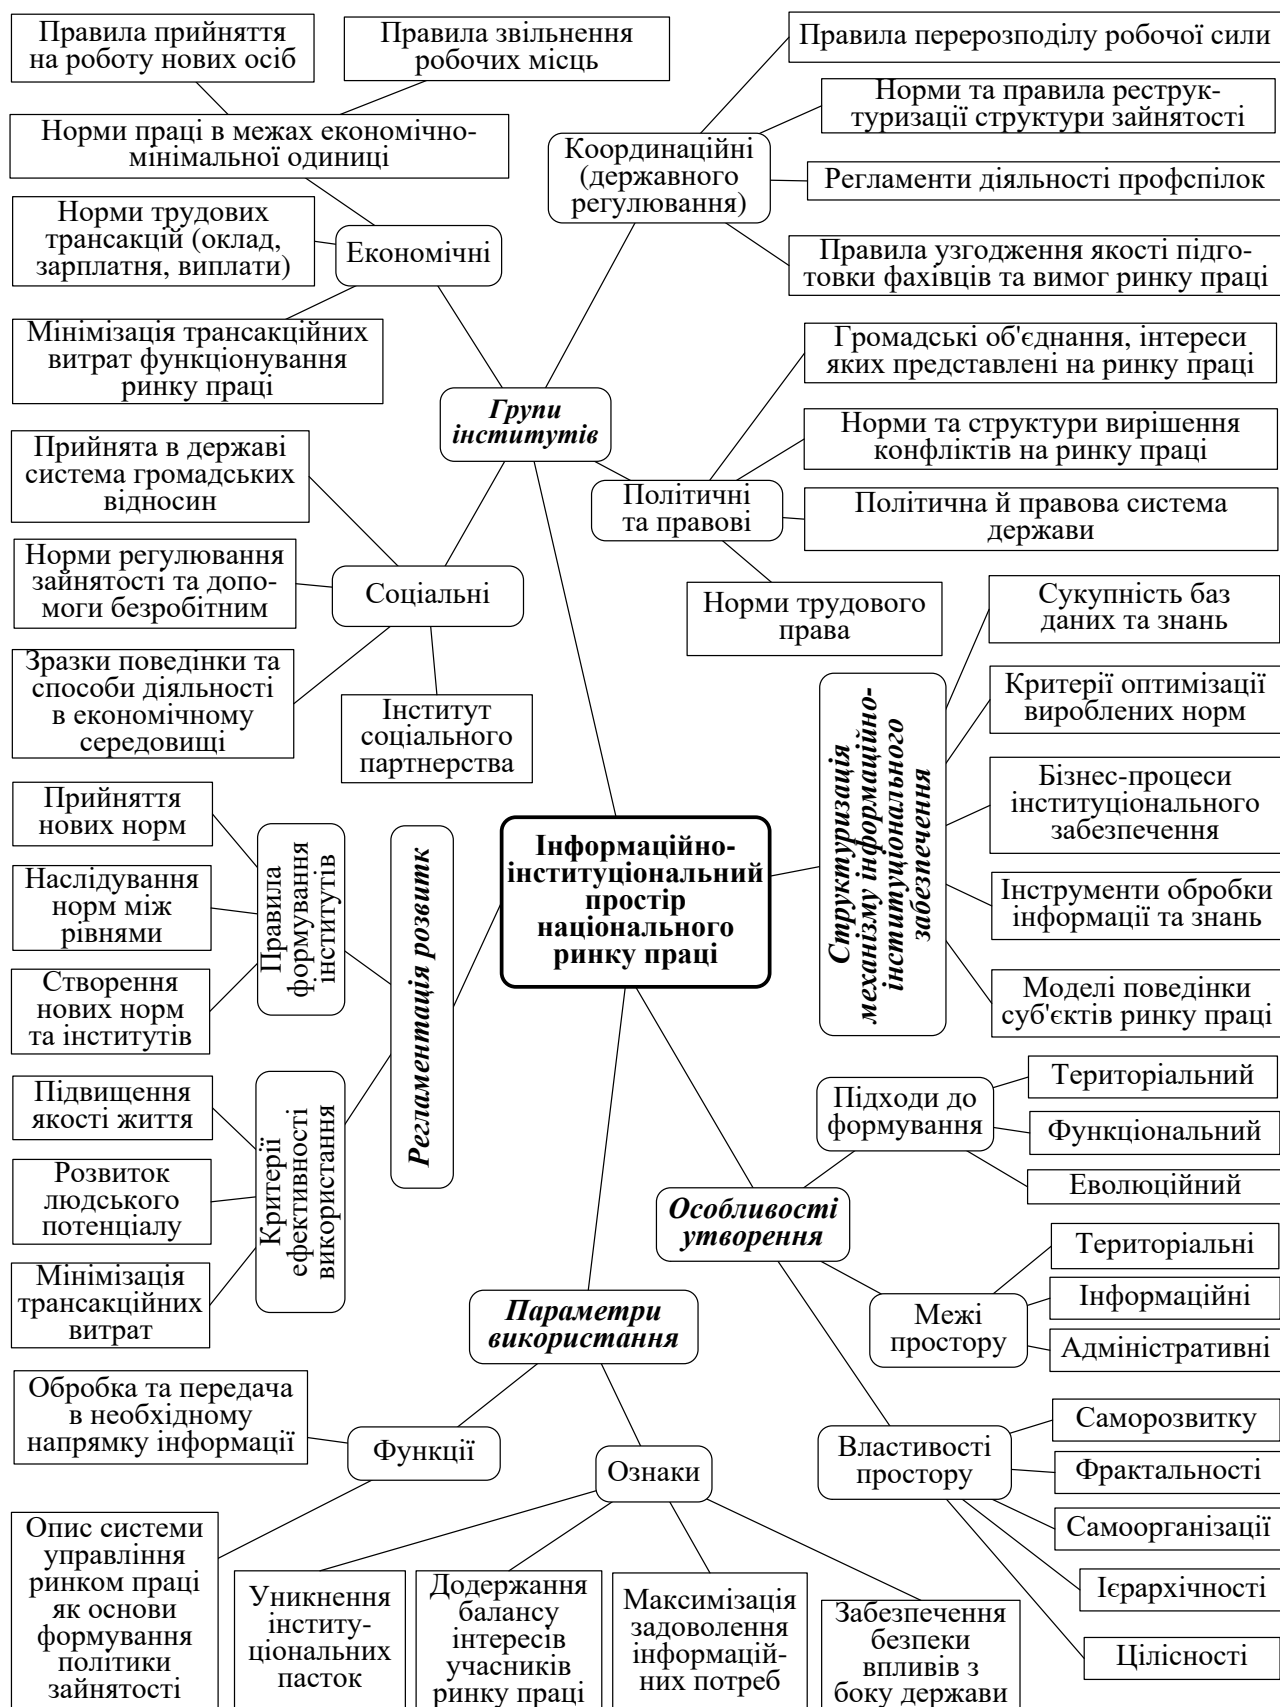 Правила прийняття
на роботу нових осіб
Правила звільнення
робочих місць
Норми праці в межах економічно-
мінімальної одиниці
Норми трудових
трансакцій (оклад,
зарплатня, виплати)
Економічні
Мінімізація трансакційних
витрат функціонування
ринку праці
Правила перерозподілу робочої сили
Норми та правила реструк-
туризації структури зайнятості
Координаційні
(державного
регулювання)
Регламенти діяльності профспілок
Правила узгодження якості підго-
товки фахівців та вимог ринку праці
Групи
інститутів
Громадські об'єднання, інтереси
яких представлені на ринку праці
Норми та структури вирішення
конфліктів на ринку праці
Політичні
та правові
Політична й правова система
держави
Норми трудового
права
Прийнята в державі
система громадських
відносин
Норми регулювання
зайнятості та допо-
моги безробітним
Соціальні
Зразки поведінки та
способи діяльності
в економічному
середовищі
Інститут
соціального
партнерства
Структуризація
механізму інформаційно-
інституціонального
забезпечення
Сукупність баз
даних та знань
Критерії оптимізації
вироблених норм
Бізнес-процеси
інституціонального
забезпечення
Інструменти обробки
інформації та знань
Моделі поведінки
суб'єктів ринку праці
Інформаційно-
інституціональний
простір
національного
ринку праці
Регламентація розвитк
Правила
формування
інститутів
Прийняття
нових норм
Наслідування
норм між
рівнями
Створення
нових норм
та інститутів
Критерії
ефективності
використання
Підвищення
якості життя
Розвиток
людського
потенціалу
Мінімізація
трансакційних
витрат
Особливості
утворення
Підходи до
формування
Територіальний
Функціональний
Еволюційний
Межі
простору
Територіальні
Інформаційні
Адміністративні
Властивості
простору
Саморозвитку
Фрактальності
Самоорганізації
Ієрархічності
Цілісності
Параметри
використання
Функції
Обробка та передача
в необхідному
напрямку інформації
Опис системи
управління
ринком праці
як основи
формування
політики
зайнятості
Ознаки
Уникнення
інститу-
ціональних
пасток
Додержання
балансу
інтересів
учасників
ринку праці
Максимізація
задоволення
інформацій-
них потреб
Забезпечення
безпеки
впливів з
боку держави